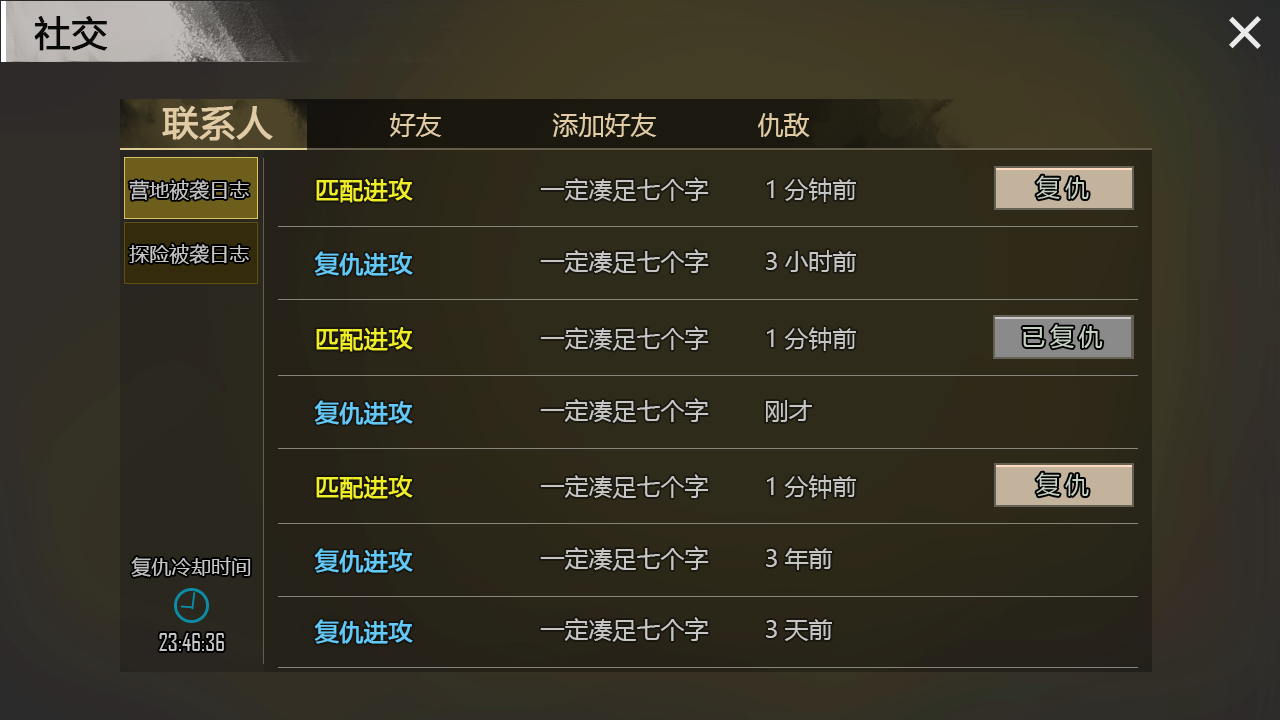 社交
联系人 好友 添加好友 仇敌
营地被袭日志
探险被袭日志
匹配进攻 一定凑足七个字 1 分钟前 复仇
复仇进攻 一定凑足七个字 3 小时前
匹配进攻 一定凑足七个字 1 分钟前 已复仇
复仇进攻 一定凑足七个字 刚才
匹配进攻 一定凑足七个字 1 分钟前 复仇
复仇进攻 一定凑足七个字 3 年前
复仇进攻 一定凑足七个字 3 天前
复仇冷却时间
23:46:36